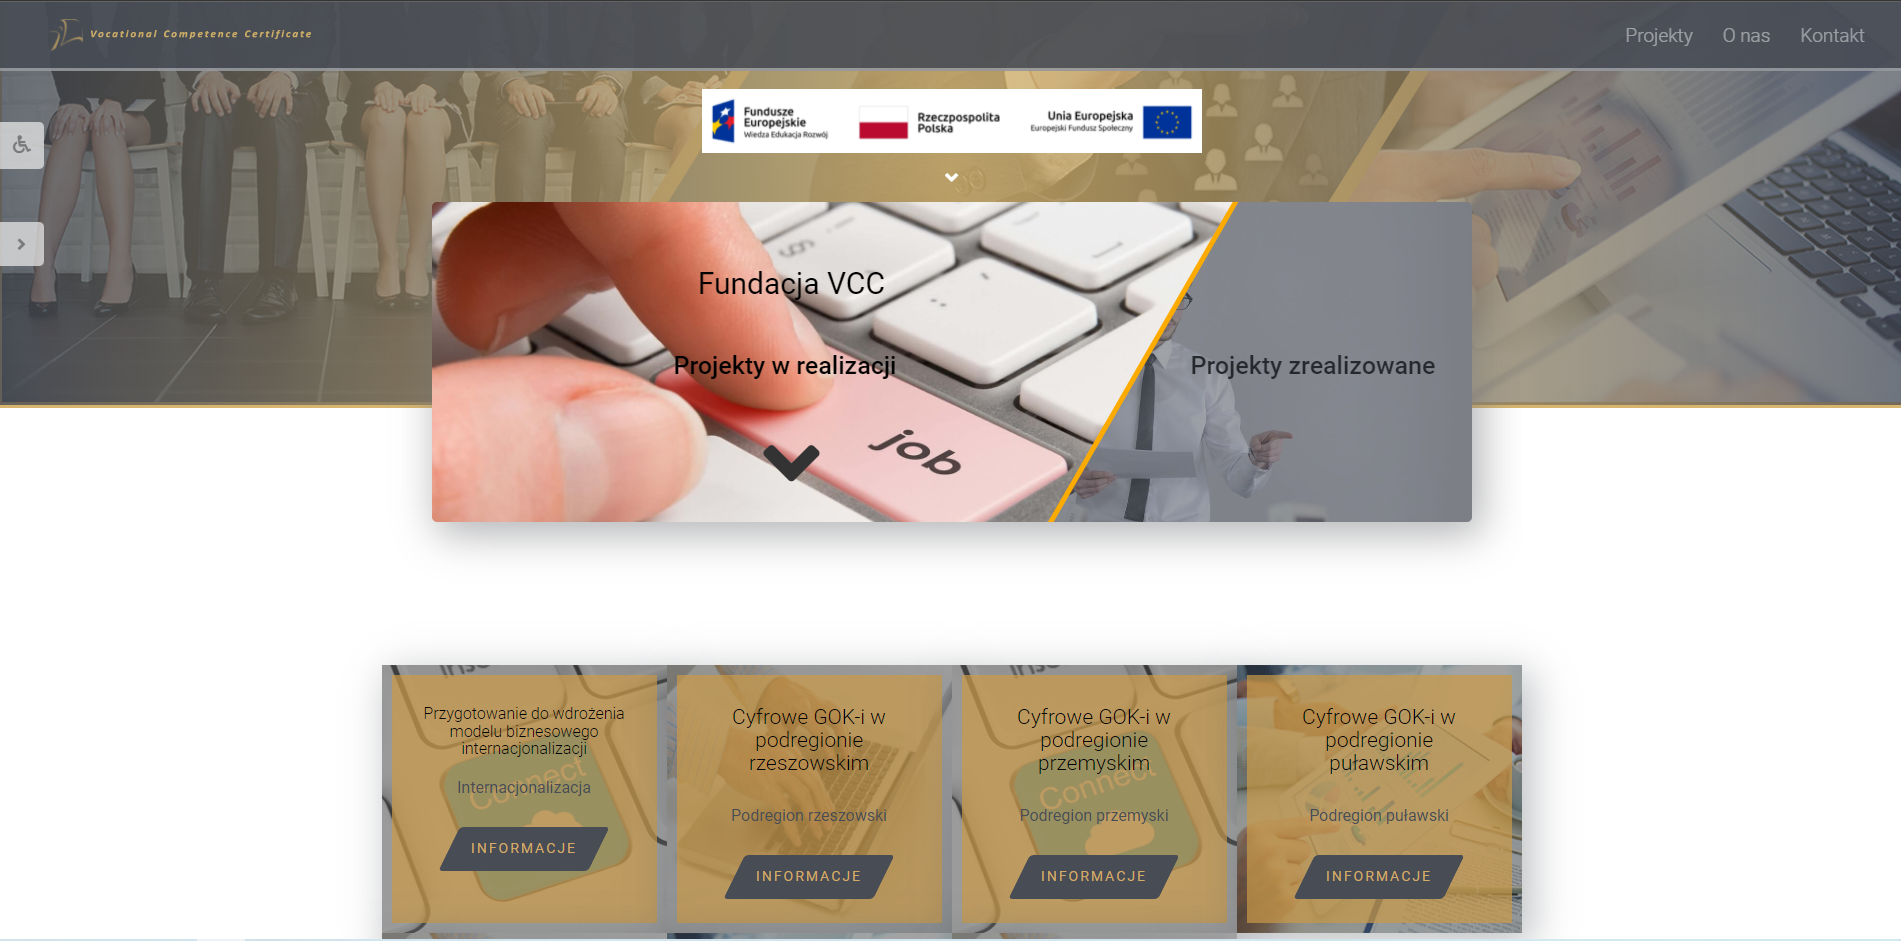 Vocational Competence Certificate
Projekty
O nas
Kontakt
Fundusze
Europejskie
Wiedza Edukacja Rozwój
Rzeczpospolita
Polska
Unia Europejska
Europejski Fundusz Społeczny
Fundacja VCC
Projekty w realizacji
Projekty zrealizowane
job
Przygotowanie do wdrożenia
modelu biznesowego
internacjonalizacji
Connect
Internacjonalizacja
INFORMACJE
Cyfrowe GOK-i w
podregionie
rzeszowskim
Podregion rzeszowski
INFORMACJE
Cyfrowe GOK-i w
podregionie
przemyskim
Connect
Podregion przemyski
INFORMACJE
Cyfrowe GOK-i w
podregionie
puławskim
Podregion puławski
INFORMACJE